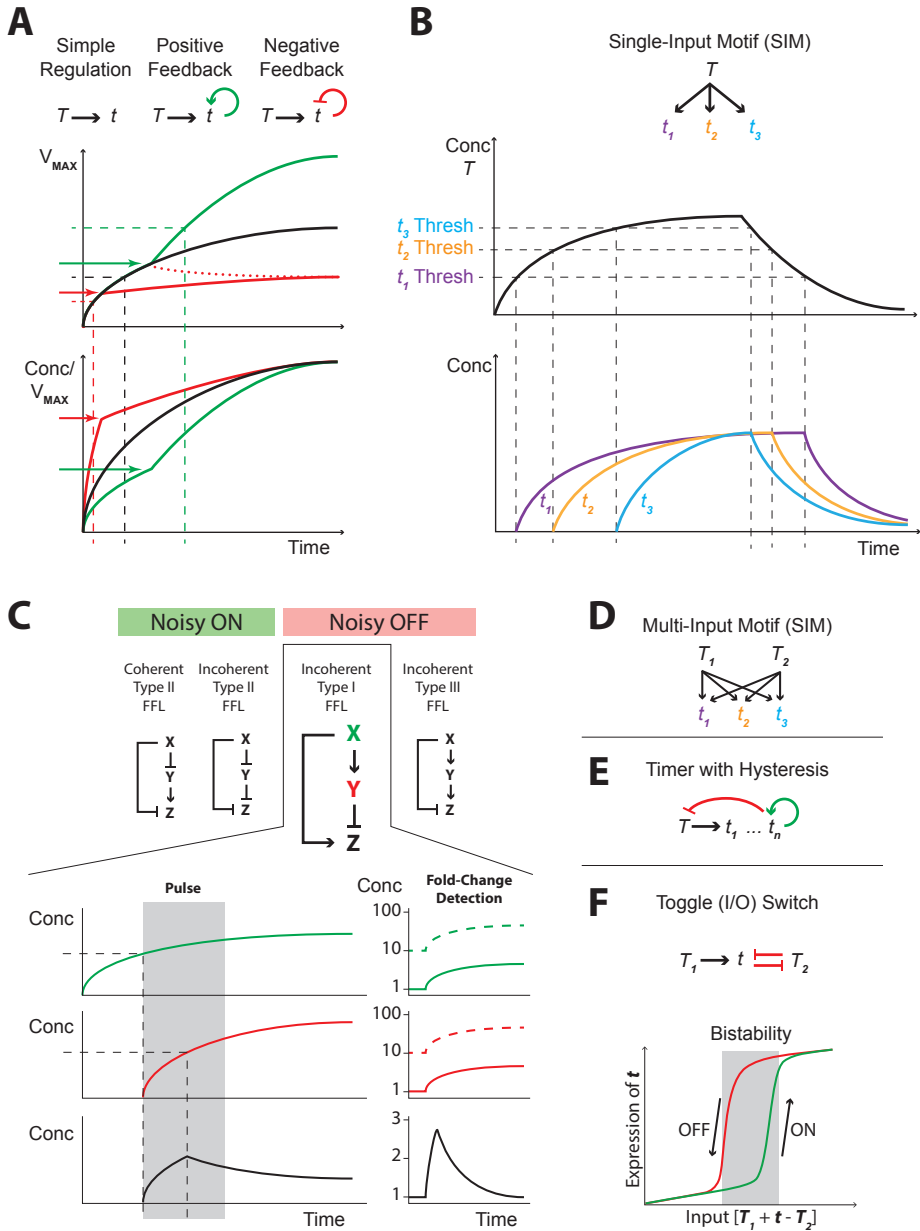 A
Simple
Regulation
Positive
Feedback
Negative
Feedback
T t
T t
T t
VMAX
Conc/
VMAX
Time
B
Single-Input Motif (SIM)
T
t1 t2 t3
Conc
T
t3 Thresh
t2 Thresh
t1 Thresh
Conc
t1 t2 t3
Time
C
Noisy ON
Noisy OFF
Coherent
Type II
FFL
X
Y
Z
Incoherent
Type II
FFL
X
Y
Z
Incoherent
Type I
FFL
X
Y
Z
Incoherent
Type III
FFL
X
Y
Z
Pulse
Conc
Conc
Conc
Time
Conc
Fold-Change
Detection
100
10
1
100
10
1
3
2
1
Time
D
Multi-Input Motif (SIM)
T1 T2
t1 t2 t3
E
Timer with Hysteresis
T t1 ... tn
F
Toggle (I/O) Switch
T1 t T2
Bistability
Expression of t
OFF
ON
Input [T1 + t - T2]